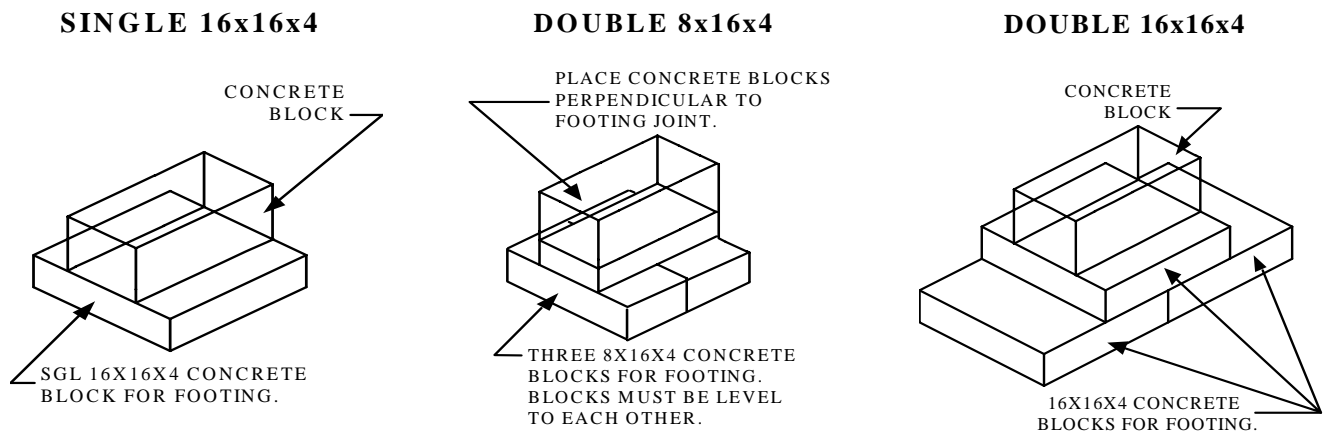 SINGLE 16x16x4
CONCRETE
BLOCK
SGL 16X16X4 CONCRETE
BLOCK FOR FOOTING.
DOUBLE 8x16x4
PLACE CONCRETE BLOCKS
PERPENDICULAR TO
FOOTING JOINT.
THREE 8X16X4 CONCRETE
BLOCKS FOR FOOTING.
BLOCKS MUST BE LEVEL
TO EACH OTHER.
DOUBLE 16x16x4
CONCRETE
BLOCK
16X16X4 CONCRETE
BLOCKS FOR FOOTING.